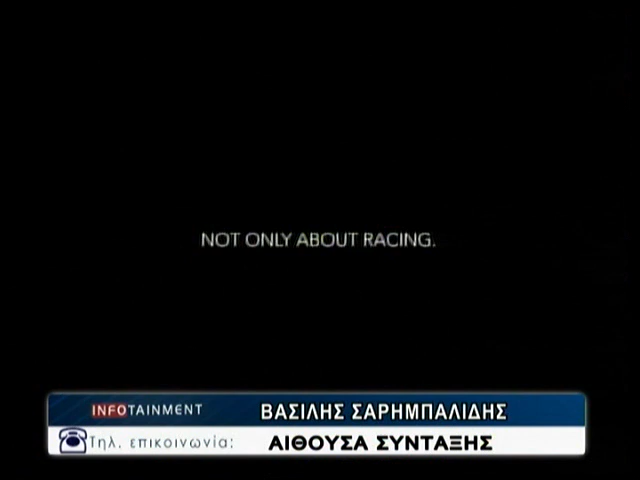 NOT ONLY ABOUT RACING.
INFOTAINMENT ΒΑΣΙΛΗΣ ΣΑΡΗΜΠΑΛΙΔΗΣ
Τηλ. επικοινωνία: ΑΙΘΟΥΣΑ ΣΥΝΤΑΞΗΣ